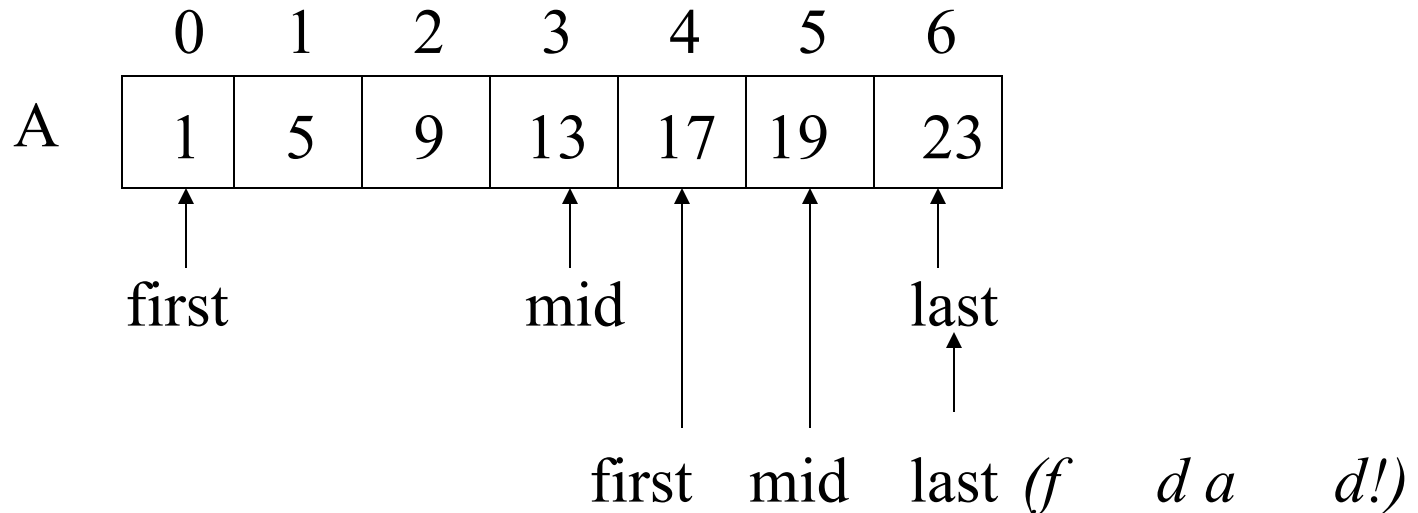 0 1 2 3 4 5 6
A 1 5 9 13 17 19 23
first mid last
first mid last (f d a d!)